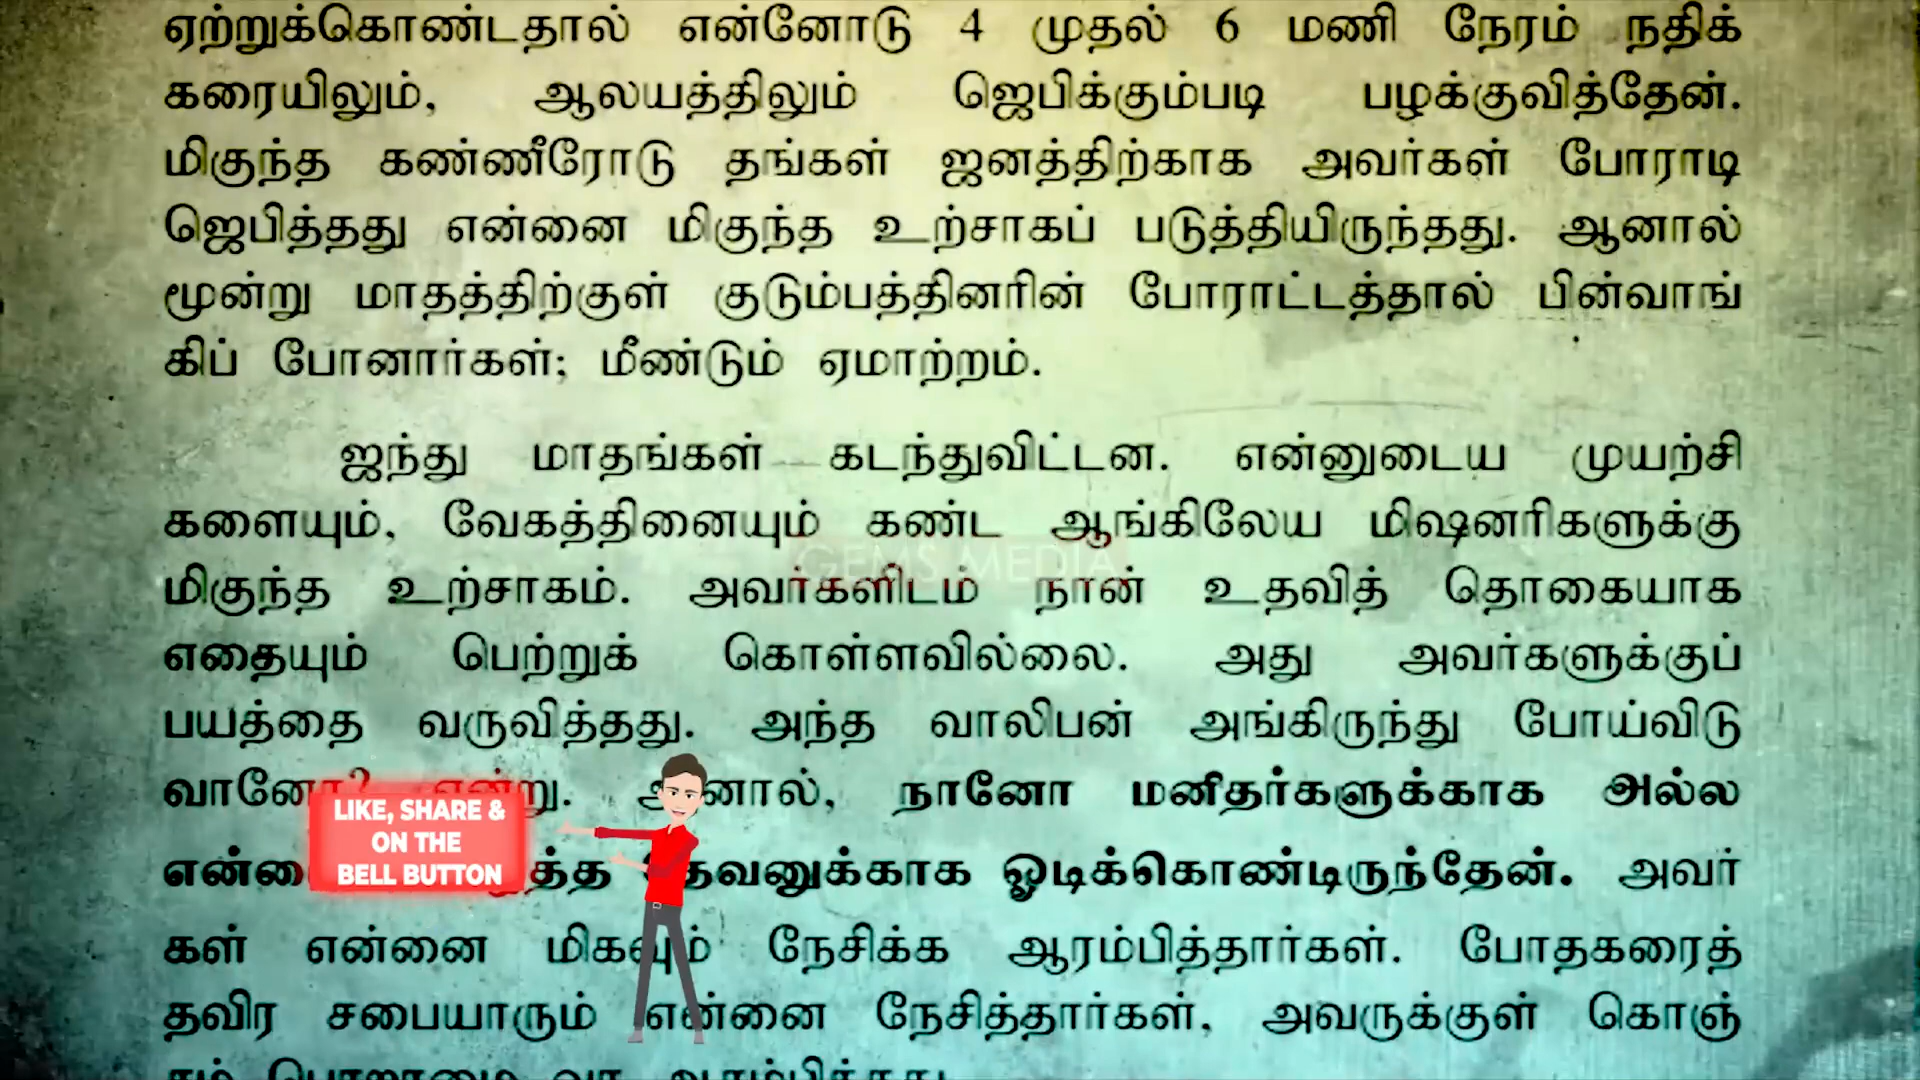 ஏற்றுக்கொண்டதால் என்னோடு 4 முதல் 6 மணி நேரம் நதிக்
கரையிலும், ஆலயத்திலும் ஜெபிக்கும்படி பழக்குவித்தேன்.
மிகுந்த கண்ணீரோடு தங்கள் ஜனத்திற்காக அவர்கள் போராடி
ஜெபித்தது என்னை மிகுந்த உற்சாகப் படுத்தியிருந்தது. ஆனால்
மூன்று மாதத்திற்குள் குடும்பத்தினரின் போராட்டத்தால் பின்வாங்
கிப் போனார்கள்; மீண்டும் ஏமாற்றம்.
ஐந்து மாதங்கள் கடந்துவிட்டன. என்னுடைய முயற்சி
களையும், வேகத்தினையும் கண்ட ஆங்கிலேய மிஷனரிகளுக்கு
GEMS MEDIA
மிகுந்த உற்சாகம். அவர்களிடம் நான் உதவித் தொகையாக
எதையும் பெற்றுக் கொள்ளவில்லை. அது அவர்களுக்குப்
பயத்தை வருவித்தது. அந்த வாலிபன் அங்கிருந்து போய்விடு
வானோ? என்று. ஆனால், நானோ மனிதர்களுக்காக அல்ல
தேவனுக்காக ஓடிக்கொண்டிருந்தேன். அவர்
LIKE, SHARE &
ON THE
BELL BUTTON
கள் என்னை மிகவும் நேசிக்க ஆரம்பித்தார்கள். போதகரைத்
தவிர சபையாரும் என்னை நேசித்தார்கள், அவருக்குள் கொஞ்